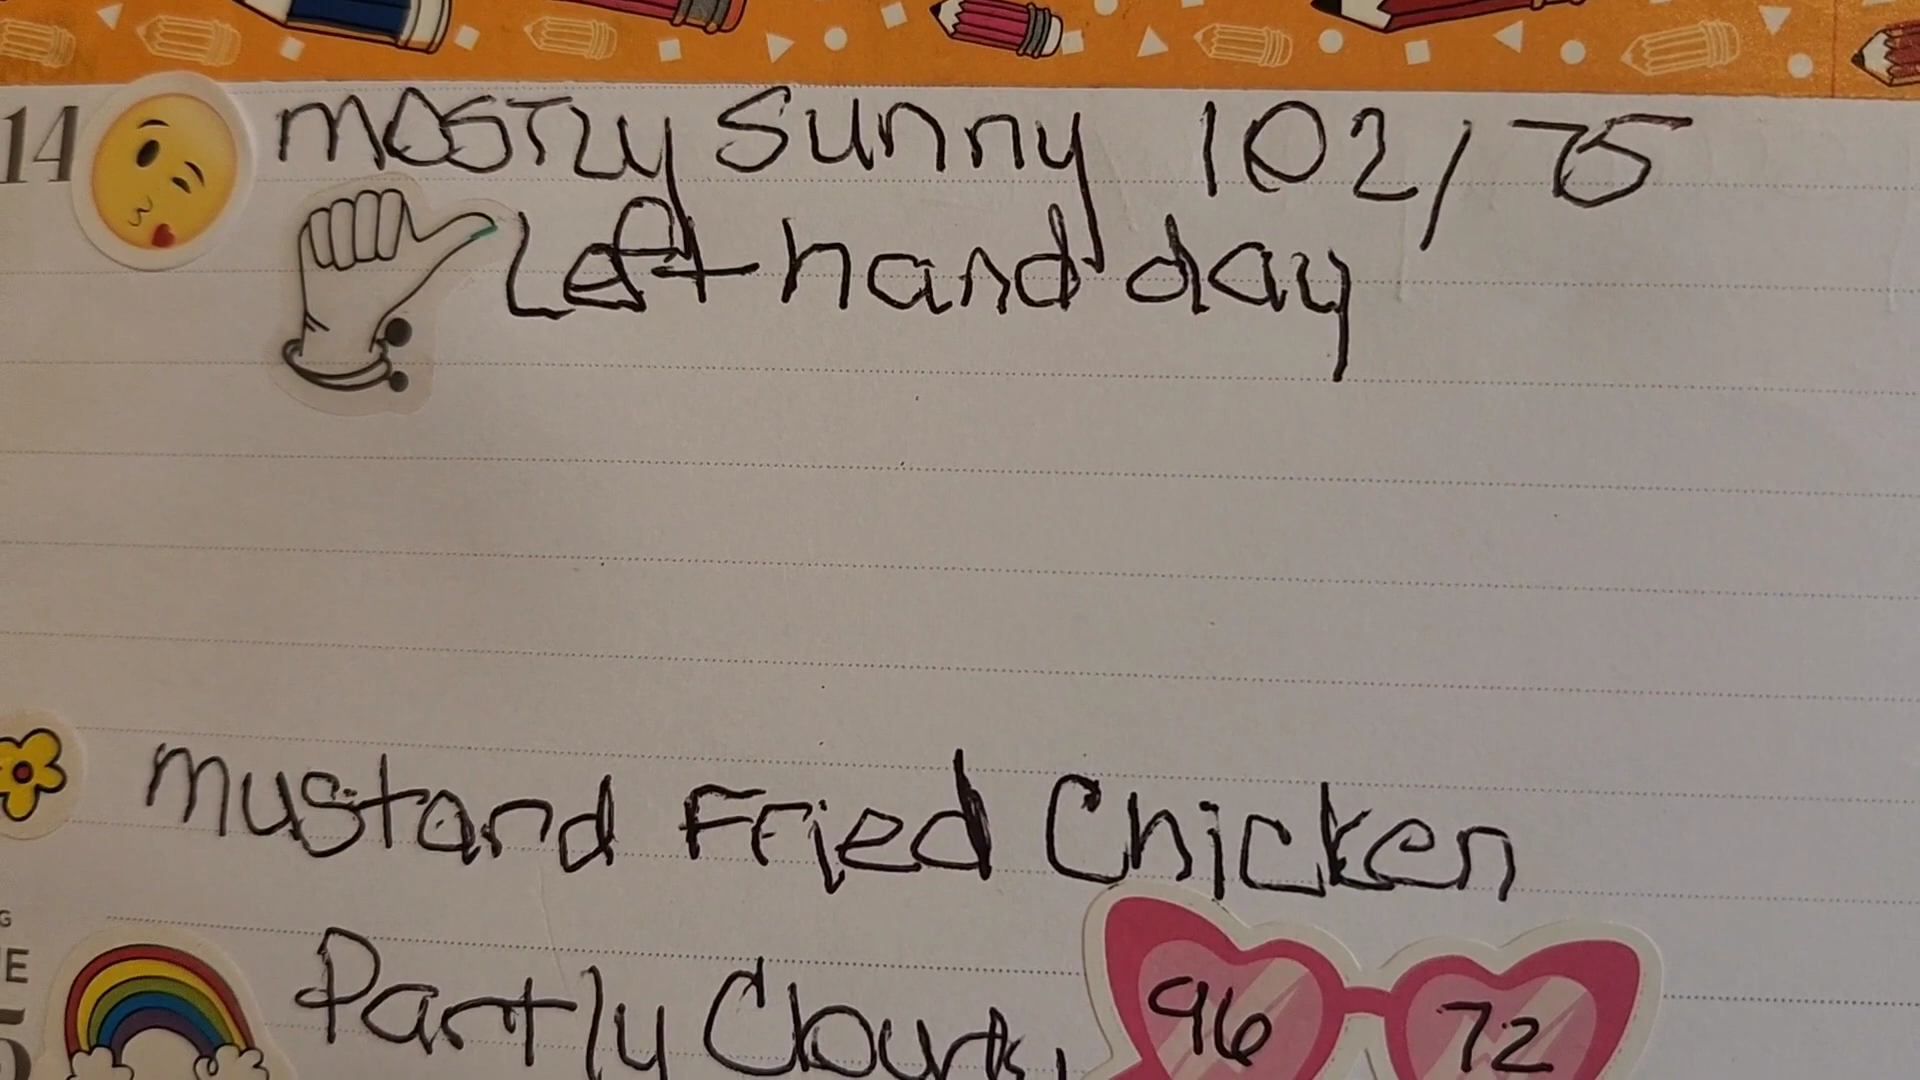 14 mostly sunny 102/75
Left hand day
mustard Fried Chicken
Partly Cloudy 96 72